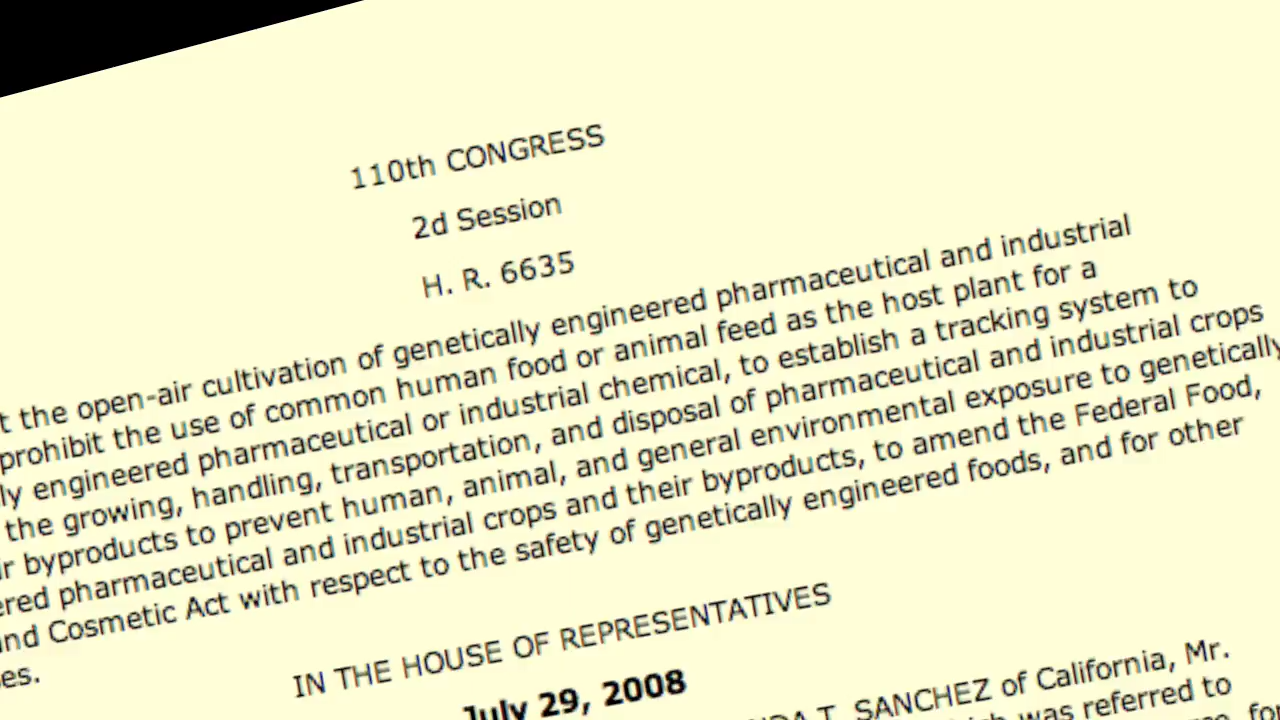 110th CONGRESS
2d Session
H. R. 6635
the open-air cultivation of genetically engineered pharmaceutical and industrial
prohibit the use of common human food or animal feed as the host plant for a
engineered pharmaceutical or industrial chemical, to establish a tracking system to
the growing, handling, transportation, and disposal of pharmaceutical and industrial crops
byproducts to prevent human, animal, and general environmental exposure to genetically
pharmaceutical and industrial crops and their byproducts, to amend the Federal Food,
Cosmetic Act with respect to the safety of genetically engineered foods, and for other
IN THE HOUSE OF REPRESENTATIVES
July 29, 2008
T. SANCHEZ of California, Mr.
was referred to